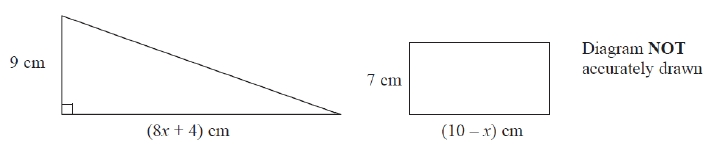 9 cm
(8x + 4) cm
7 cm
(10 – x) cm
Diagram NOT
accurately drawn